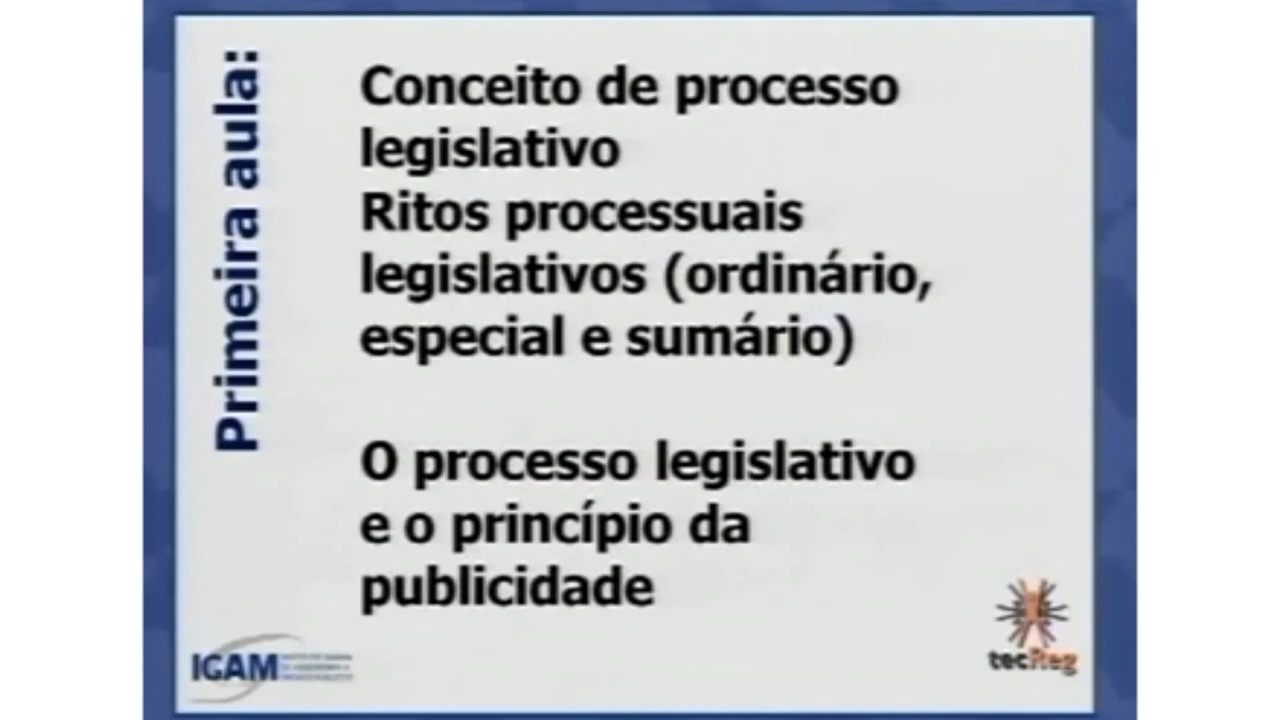 Primeira aula:
Conceito de processo
legislativo
Ritos processuais
legislativos (ordinário,
especial e sumário)
O processo legislativo
e o princípio da
publicidade
IGAM
tecReg